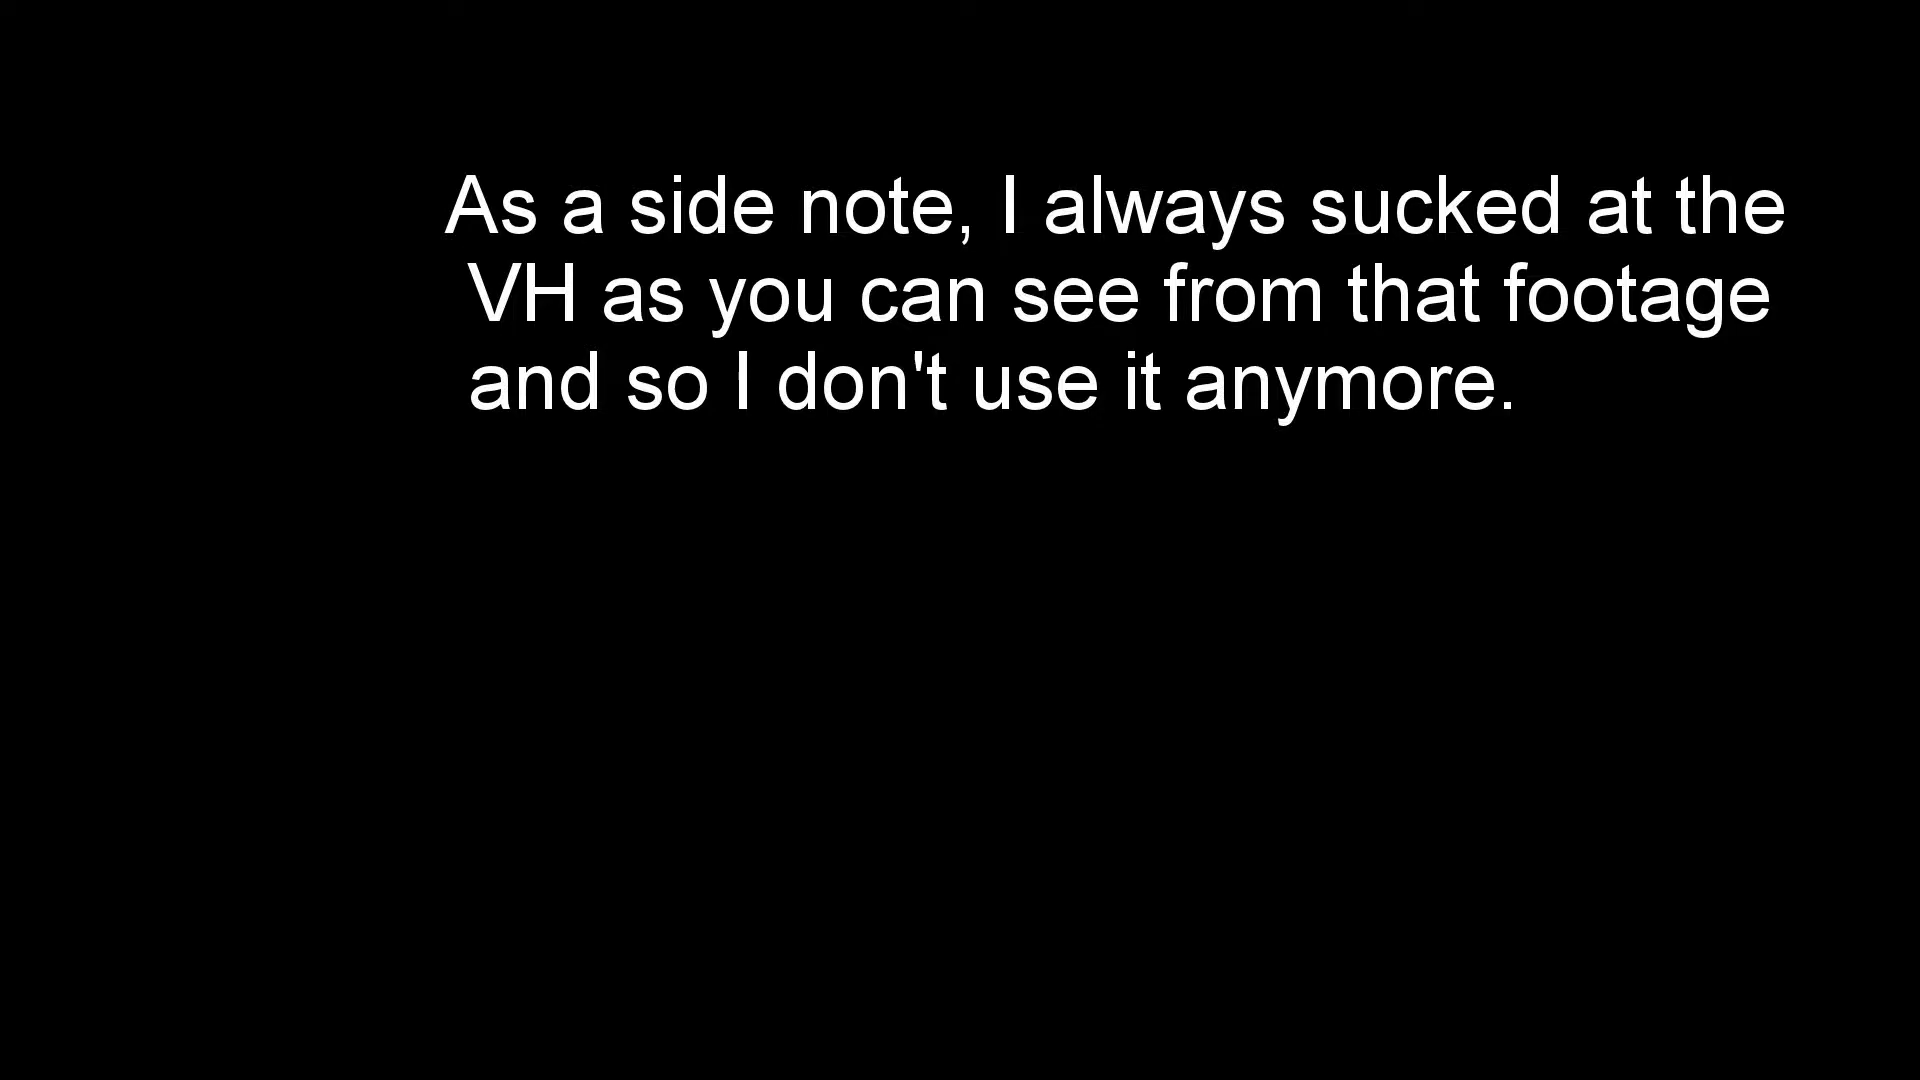 As a side note, I always sucked at the
VH as you can see from that footage
and so I don't use it anymore.